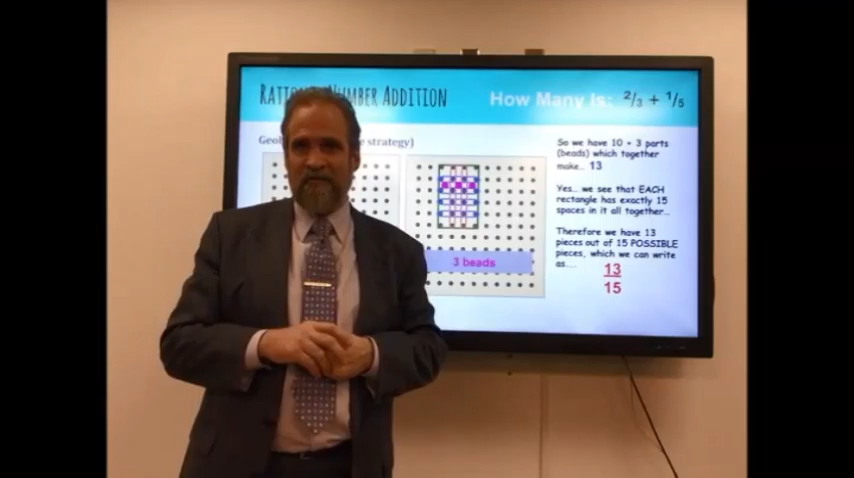 NUMBER ADDITION
How Many Is: 2/3 + 1/5
strategy)
So we have 10 + 3 parts
(beads) which together
make... 13
Yes... we see that EACH
rectangle has exactly 15
spaces in it all together...
Therefore we have 13
pieces out of 15 POSSIBLE
pieces, which we can write
as....
13
15
3 beads